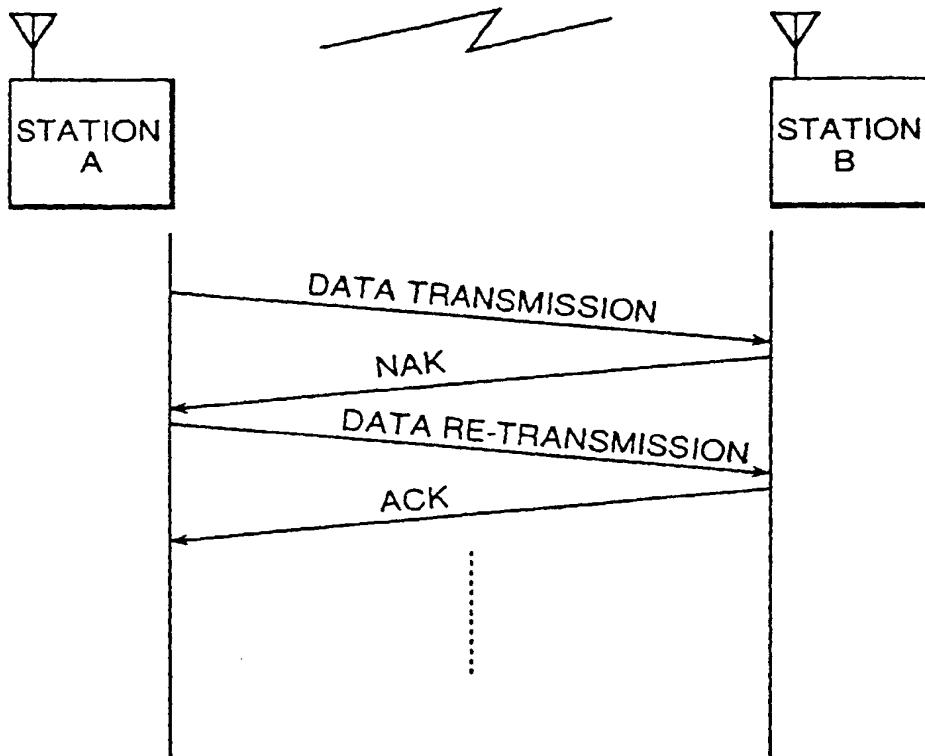 STATION
A
STATION
B
DATA TRANSMISSION
NAK
DATA RE-TRANSMISSION
ACK